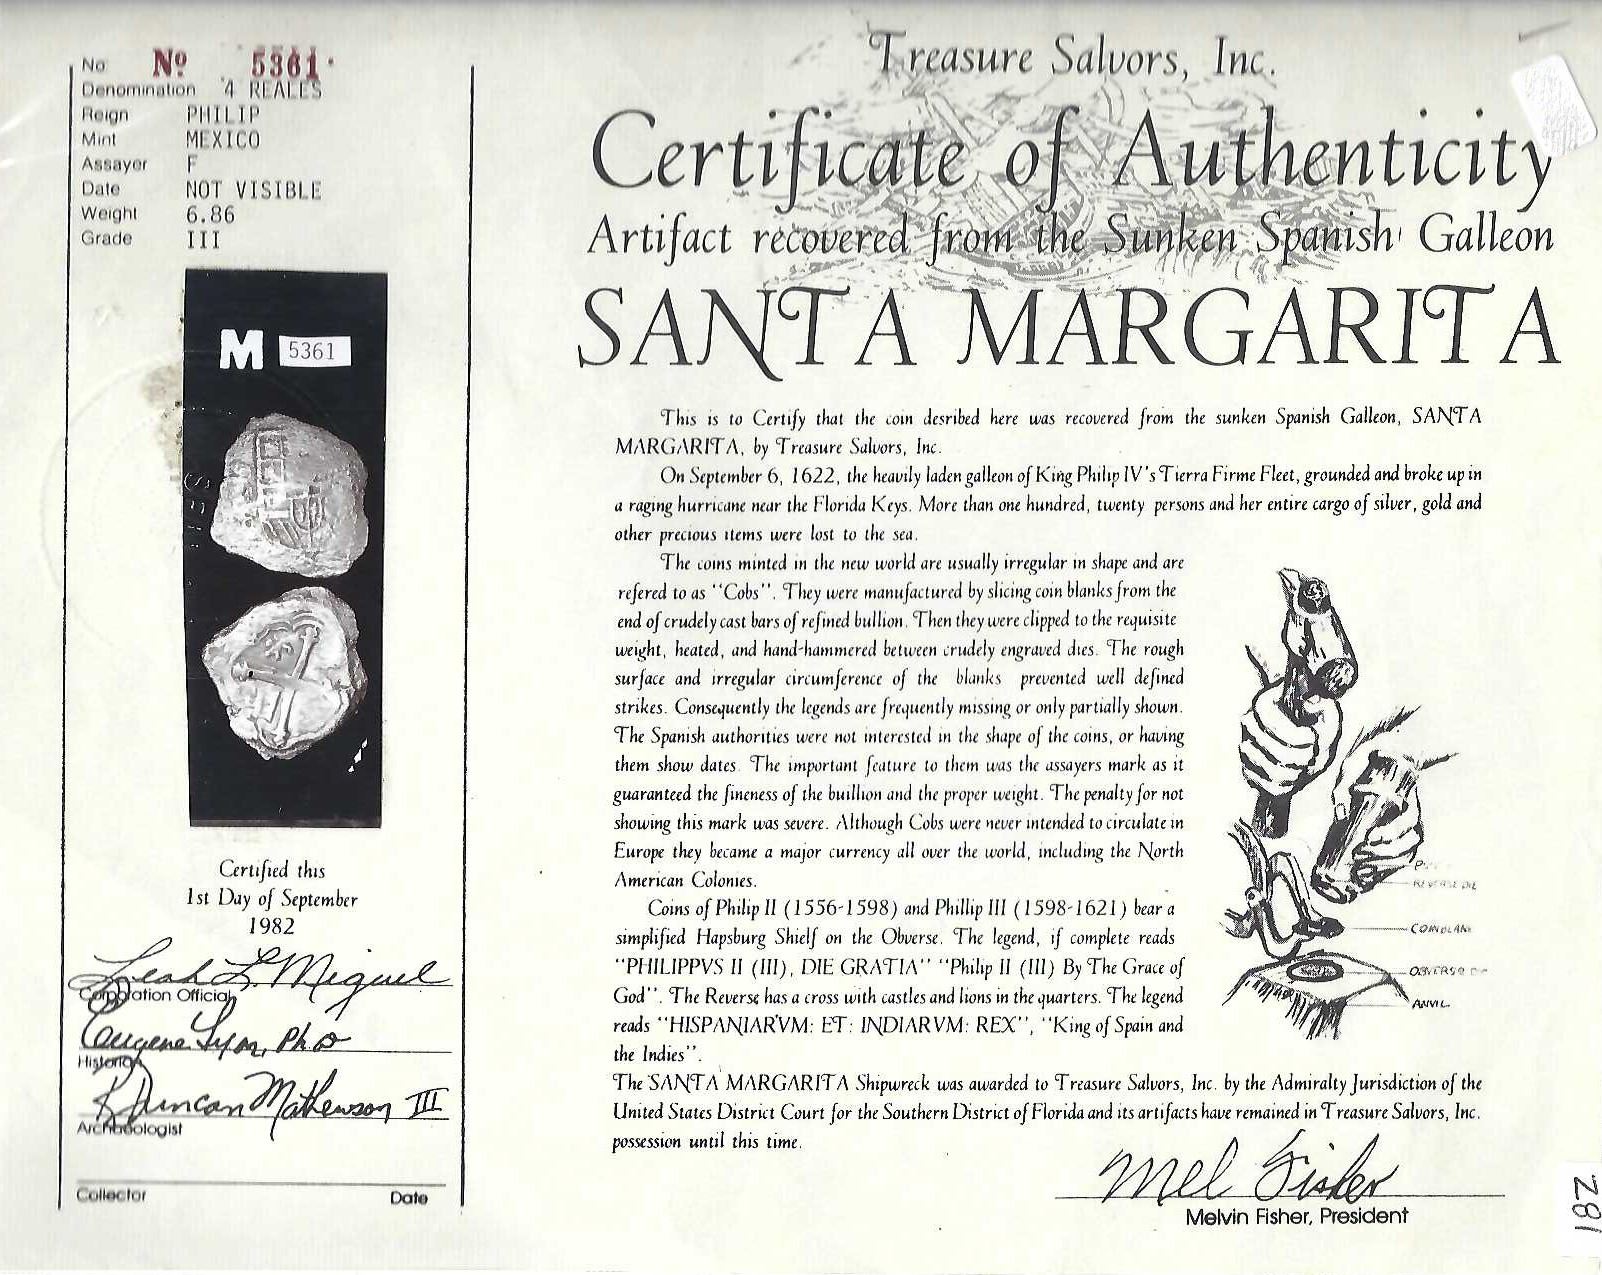 No Nº 5361
Denomination 4 REALES
Reign PHILIP
Mint MEXICO
Assayer F
Date NOT VISIBLE
Weight 6.86
Grade III
M 5361
Certified this
1st Day of September
1982
Leah L. Miguel
Corporation Official
Eugene Lyon, PhD
Historian
R Duncan Mathewson III
Archaeologist
Collector Date
Treasure Salvors, Inc.
Certificate of Authenticity
Artifact recovered from the Sunken Spanish Galleon
SANTA MARGARITA
This is to Certify that the coin desribed here was recovered from the sunken Spanish Galleon, SANTA
MARGARITA, by Treasure Salvors, Inc.
On September 6, 1622, the heavily laden galleon of King Philip IV's Tierra Firme Fleet, grounded and broke up in
a raging hurricane near the Florida Keys. More than one hundred, twenty persons and her entire cargo of silver, gold and
other precious items were lost to the sea.
The coins minted in the new world are usually irregular in shape and are
refered to as "Cobs". They were manufactured by slicing coin blanks from the
end of crudely cast bars of refined bullion. Then they were clipped to the requisite
weight, heated, and hand-hammered between crudely engraved dies. The rough
surface and irregular circumference of the blanks prevented well defined
strikes. Consequently the legends are frequently missing or only partially shown.
The Spanish authorities were not interested in the shape of the coins, or having
them show dates. The important feature to them was the assayers mark as it
guaranteed the fineness of the buillion and the proper weight. The penalty for not
showing this mark was severe. Although Cobs were never intended to circulate in
Europe they became a major currency all over the world, including the North
American Colonies.
Coins of Philip II (1556-1598) and Phillip III (1598-1621) bear a
simplified Hapsburg Shielf on the Obverse. The legend, if complete reads
"PHILIPPVS II (III), DIE GRATIA" "Philip II (III) By The Grace of
God". The Reverse has a cross with castles and lions in the quarters. The legend
reads "HISPANIARVM: ET: INDIARVM: REX", "King of Spain and
the Indies".
REVERSE DIE
COIN BLANK
OBVERSE
ANVIL
The SANTA MARGARITA Shipwreck was awarded to Treasure Salvors, Inc. by the Admiralty Jurisdiction of the
United States District Court for the Southern District of Florida and its artifacts have remained in Treasure Salvors, Inc.
possession until this time.
Mel Fisher
Melvin Fisher, President
182